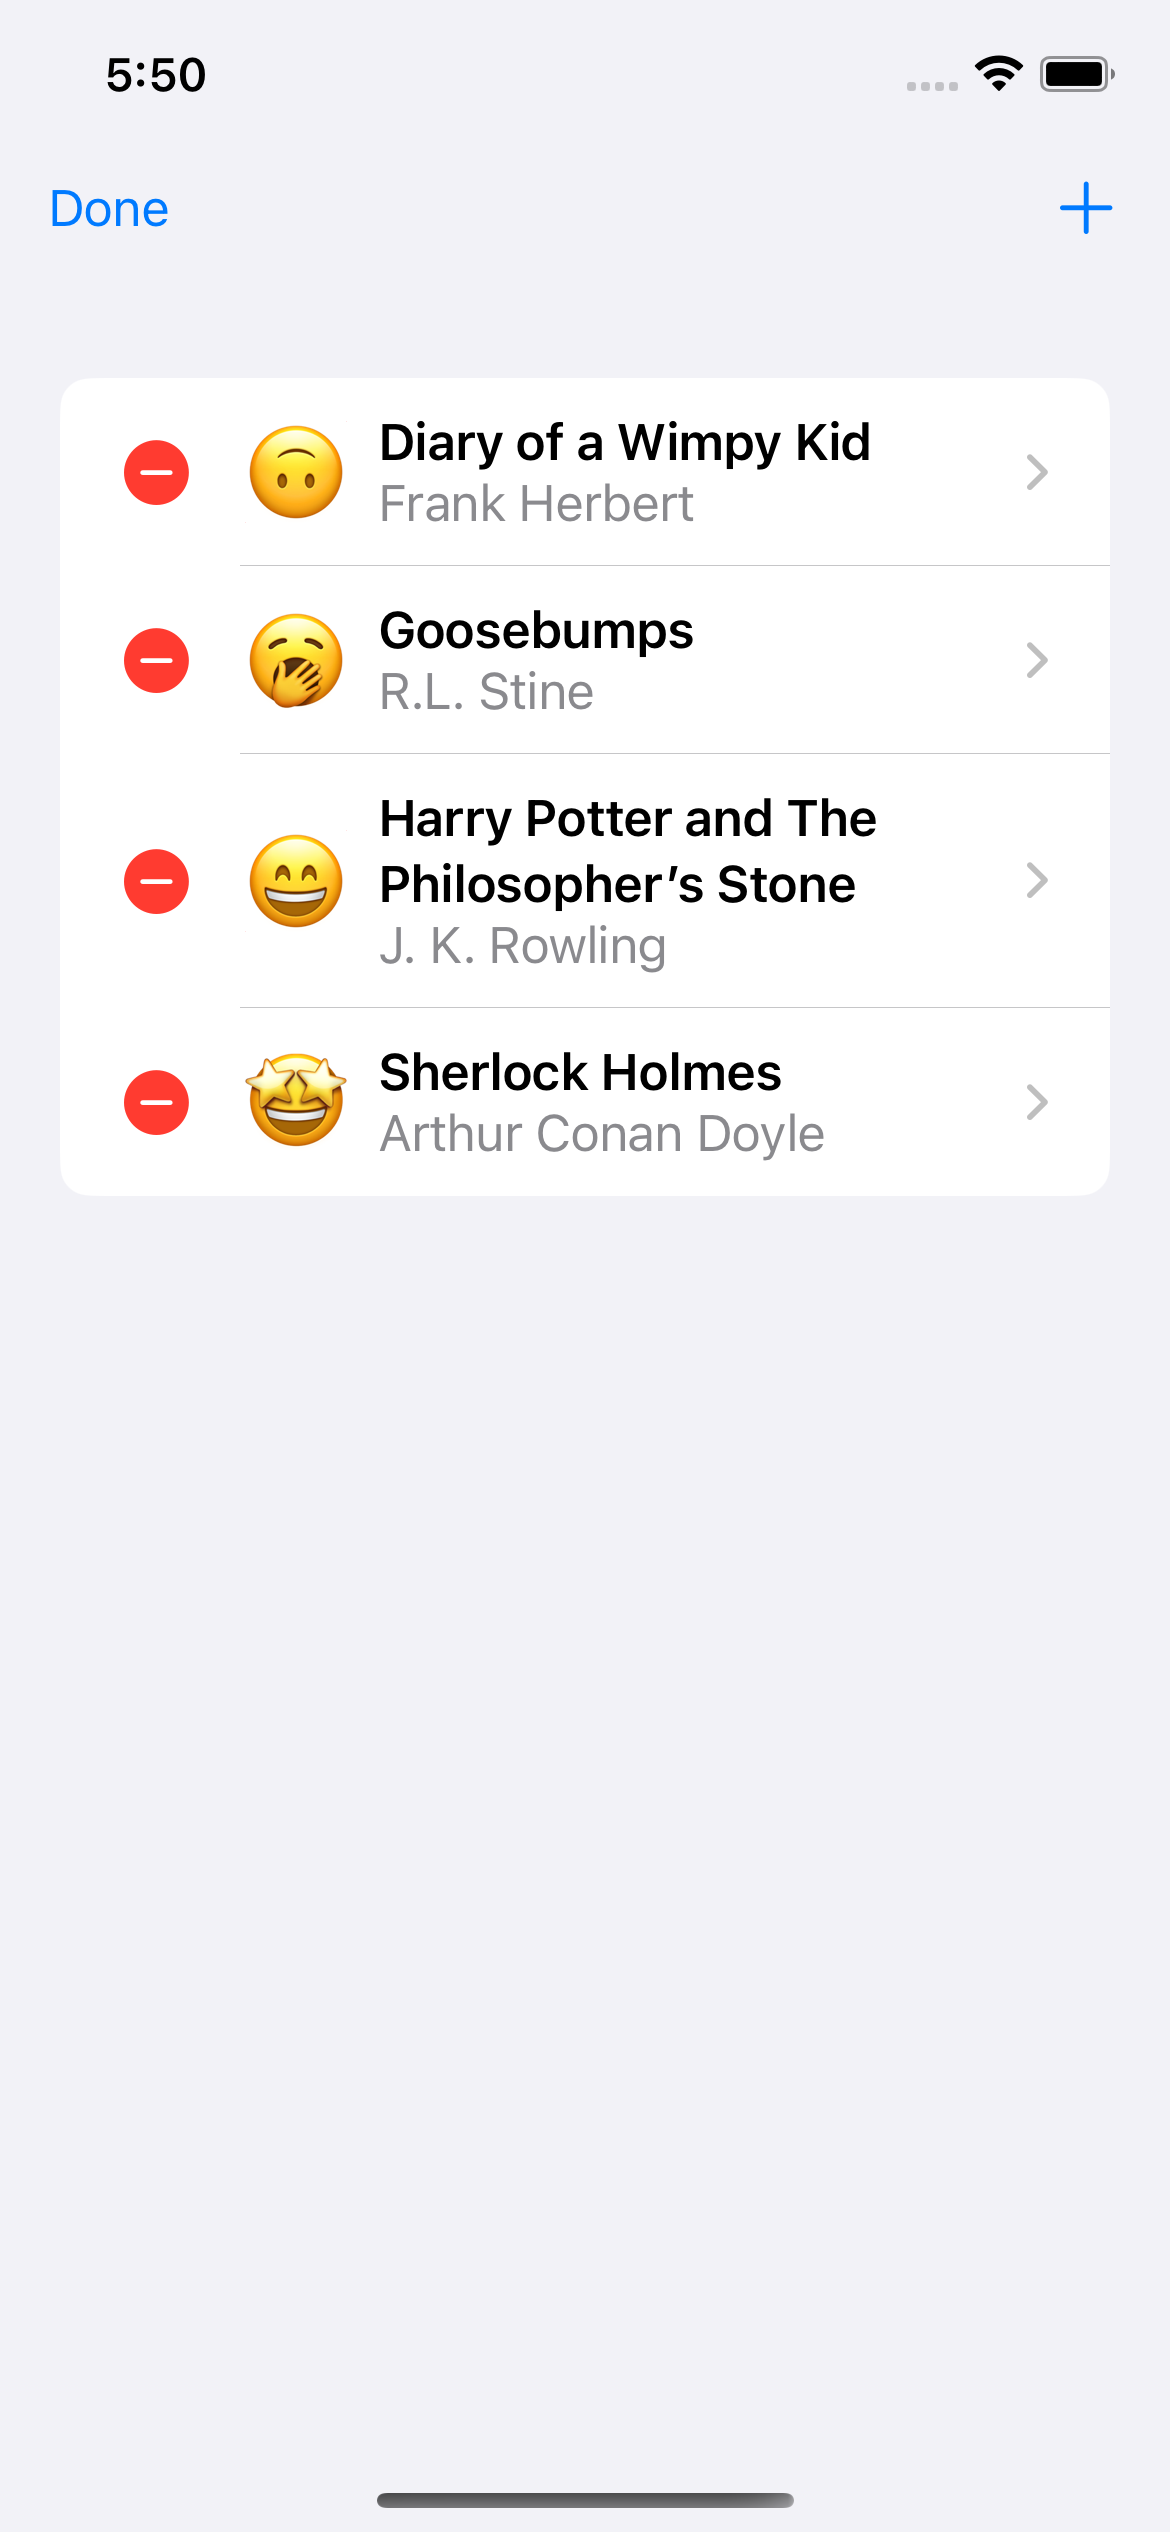 5:50
Done
Diary of a Wimpy Kid
Frank Herbert
Goosebumps
R.L. Stine
Harry Potter and The
Philosopher’s Stone
J. K. Rowling
Sherlock Holmes
Arthur Conan Doyle